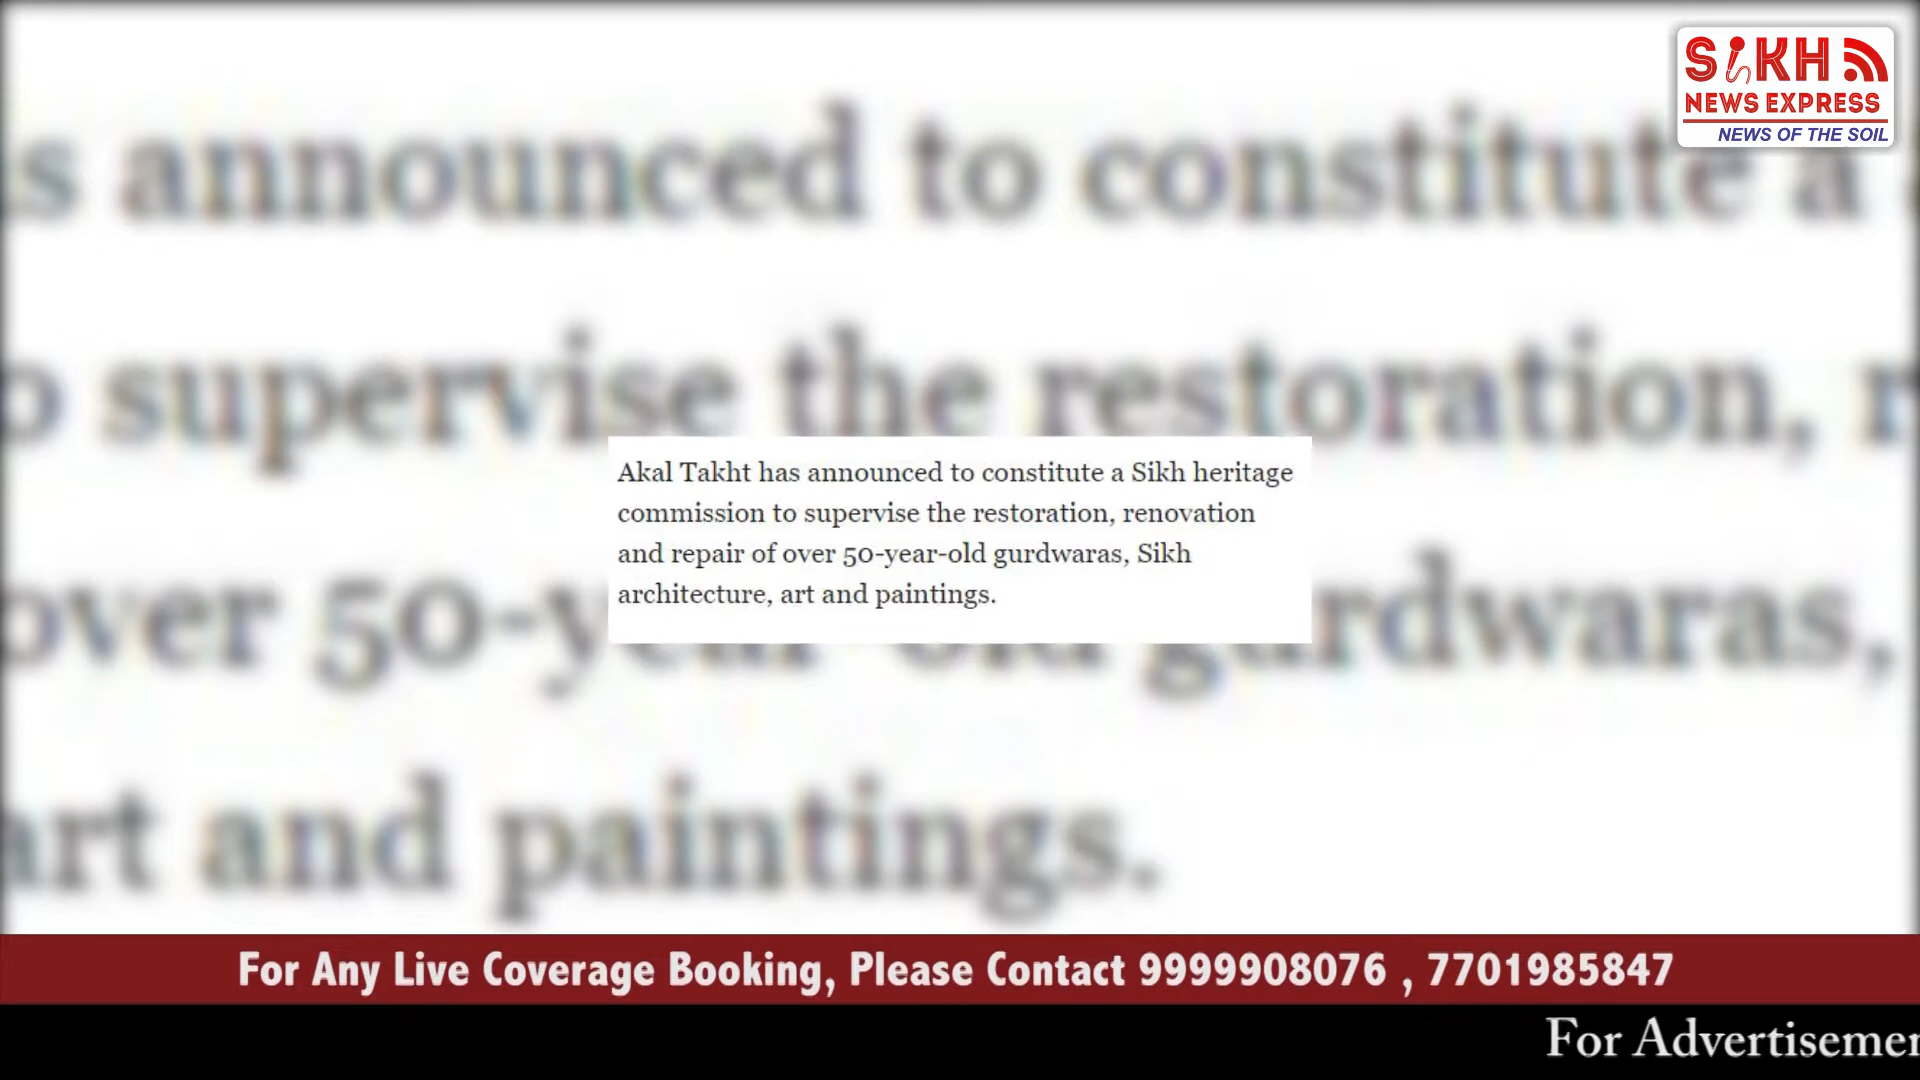 SiKH
NEWS EXPRESS
NEWS OF THE SOIL
s announced to constitute a
o supervise the restoration, r
Akal Takht has announced to constitute a Sikh heritage
commission to supervise the restoration, renovation
and repair of over 50-year-old gurdwaras, Sikh
architecture, art and paintings.
over 50-year-old gurdwaras,
art and paintings.
For Any Live Coverage Booking, Please Contact 9999908076 , 7701985847
For Advertisemen